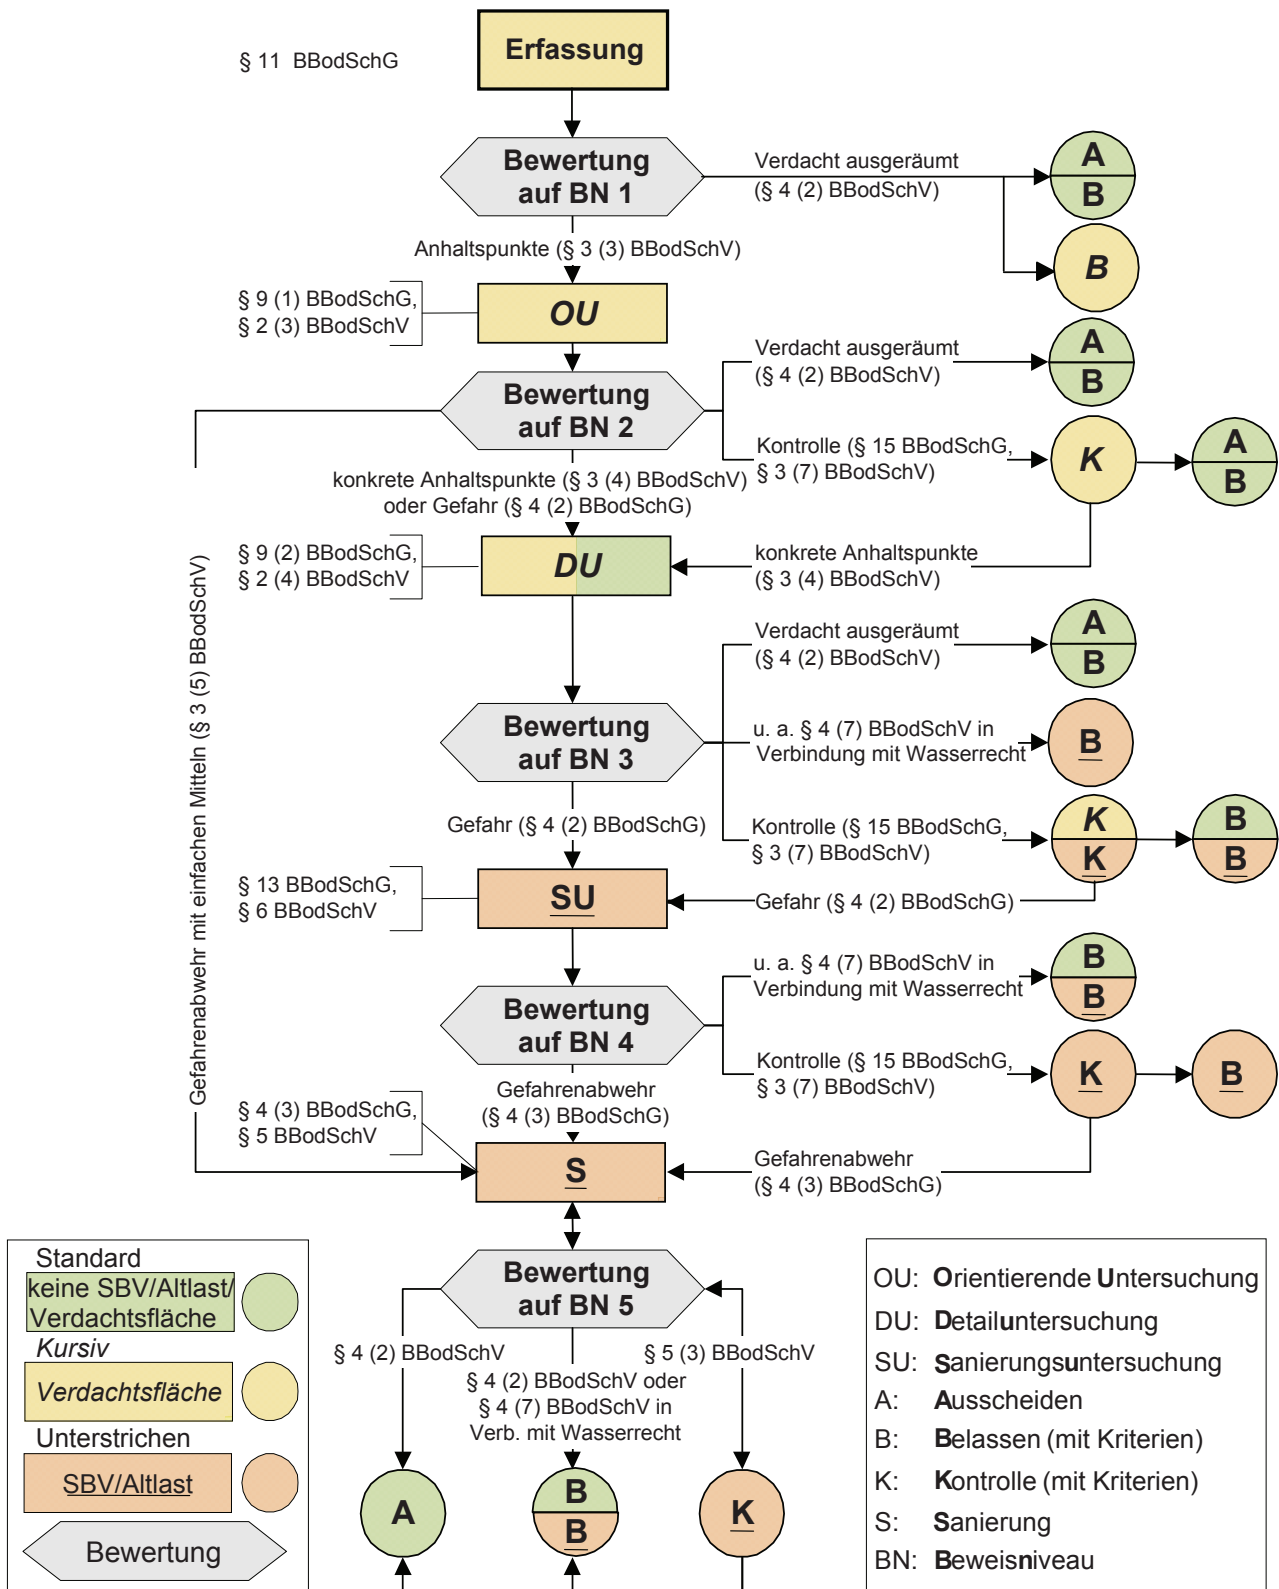 Erfassung
§ 11 BBodSchG
Bewertung
auf BN 1
Verdacht ausgeräumt
(§ 4 (2) BBodSchV)
A
B
B
Anhaltspunkte (§ 3 (3) BBodSchV)
§ 9 (1) BBodSchG,
§ 2 (3) BBodSchV
OU
Verdacht ausgeräumt
(§ 4 (2) BBodSchV)
A
B
Bewertung
auf BN 2
Kontrolle (§ 15 BBodSchG,
§ 3 (7) BBodSchV)
K
A
B
konkrete Anhaltspunkte (§ 3 (4) BBodSchV)
oder Gefahr (§ 4 (2) BBodSchG)
Gefahrenabwehr mit einfachen Mitteln (§ 3 (5) BBodSchV)
§ 9 (2) BBodSchG,
§ 2 (4) BBodSchV
DU
konkrete Anhaltspunkte
(§ 3 (4) BBodSchV)
Verdacht ausgeräumt
(§ 4 (2) BBodSchV)
A
B
Bewertung
auf BN 3
u. a. § 4 (7) BBodSchV in
Verbindung mit Wasserrecht
B
Gefahr (§ 4 (2) BBodSchG)
Kontrolle (§ 15 BBodSchG,
§ 3 (7) BBodSchV)
K
K
B
B
§ 13 BBodSchG,
§ 6 BBodSchV
SU
Gefahr (§ 4 (2) BBodSchG)
u. a. § 4 (7) BBodSchV in
Verbindung mit Wasserrecht
B
B
Bewertung
auf BN 4
Kontrolle (§ 15 BBodSchG,
§ 3 (7) BBodSchV)
K
B
Gefahrenabwehr
(§ 4 (3) BBodSchG)
§ 4 (3) BBodSchG,
§ 5 BBodSchV
S
Gefahrenabwehr
(§ 4 (3) BBodSchG)
Bewertung
auf BN 5
§ 4 (2) BBodSchV
§ 5 (3) BBodSchV
§ 4 (2) BBodSchV oder
§ 4 (7) BBodSchV in
Verb. mit Wasserrecht
A
B
B
K
Standard
keine SBV/Altlast/
Verdachtsfläche
Kursiv
Verdachtsfläche
Unterstrichen
SBV/Altlast
Bewertung
OU: Orientierende Untersuchung
DU: Detailuntersuchung
SU: Sanierungsuntersuchung
A: Ausscheiden
B: Belassen (mit Kriterien)
K: Kontrolle (mit Kriterien)
S: Sanierung
BN: Beweisniveau